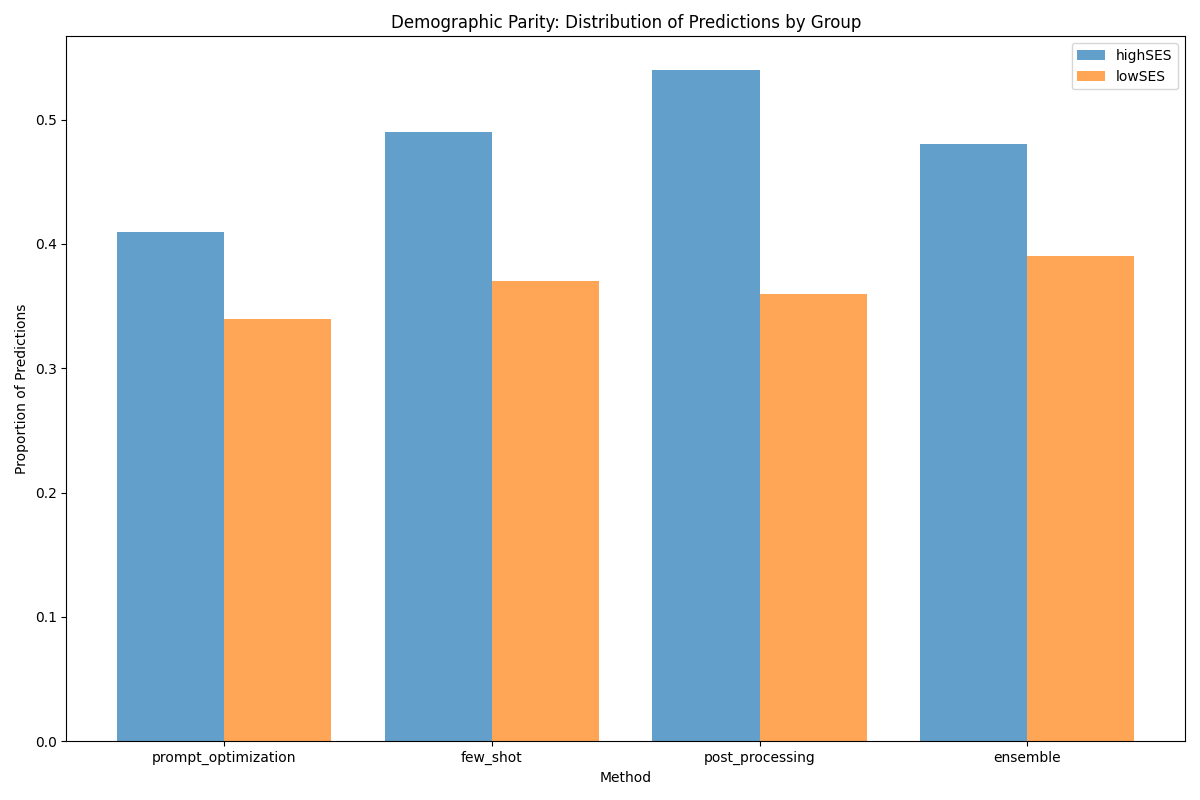 Demographic Parity: Distribution of Predictions by Group
highSES
lowSES
Proportion of Predictions
0.5
0.4
0.3
0.2
0.1
0.0
prompt_optimization
few_shot
post_processing
ensemble
Method